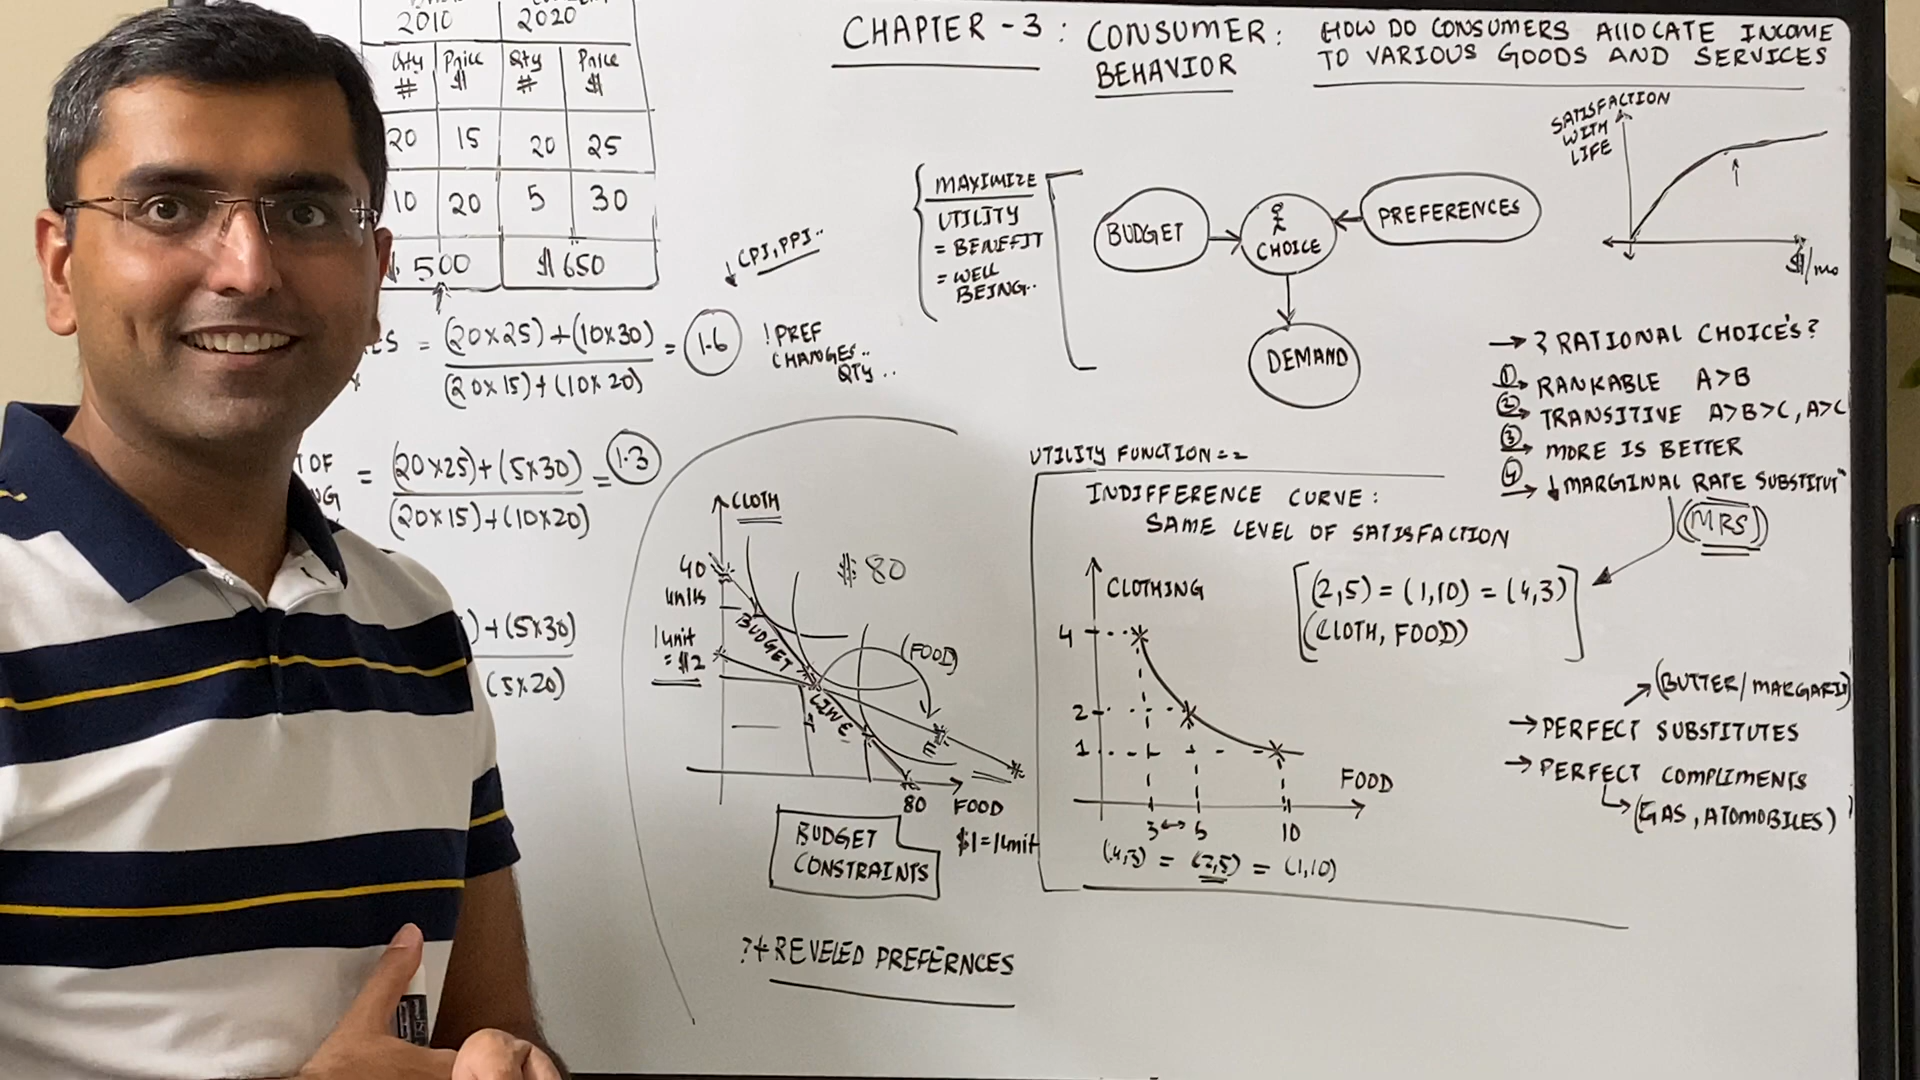 CHAPTER - 3 : CONSUMER : BEHAVIOR
HOW DO CONSUMERS AllOCATE INCOME
TO VARIOUS GOODS AND SERVICES
2010 2020
Qty # Price $ Qty # Price $
20 15 20 25
10 20 5 30
$ 500 $ 650
↓ CPI, PPI..
= (20x25)+(10x30) / (20x15)+(10x20) = 1.6
! PREF
CHANGES..
QTY ..
OF
= (20x25)+(5x30) / (20x15)+(10x20) = 1.3
)+(5x30)
(5x20)
MAXIMIZE
UTILITY
= BENEFIT
= WELL
BEING..
BUDGET
CHOICE
PREFERENCES
DEMAND
SATISFACTION
WITH
LIFE
$/mo
→ ? RATIONAL CHOICE'S?
① → RANKABLE A>B
② → TRANSITIVE A>B>C, A>C
③ → MORE IS BETTER
④ → ↓ MARGINAL RATE SUBSTITUTⁿ
(MRS)
CLOTH
40
units
1 unit
= $2
$ 80
BUDGET
LINE
(FOOD)
80 FOOD
$1 = 1 unit
BUDGET
CONSTRAINTS
REVELED PREFERNCES
UTILITY FUNCTION
INDIFFERENCE CURVE :
SAME LEVEL OF SATISFACTION
CLOTHING
(2,5) = (1,10) = (4,3)
(CLOTH, FOOD)
4
2
1
FOOD
3 ↔ 5 10
(4,3) = (2,5) = (1,10)
(BUTTER/MARGARI
→ PERFECT SUBSTITUTES
→ PERFECT COMPLIMENTS
(GAS, ATOMOBILES)